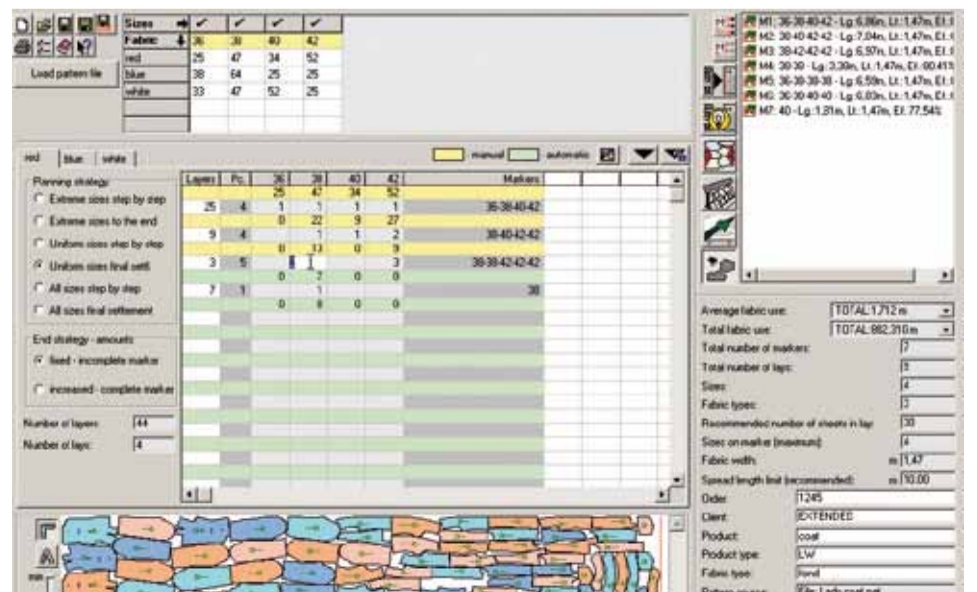 Sizes
Fabric 36 38 40 42
red 25 47 34 52
blue 38 64 25 25
white 33 47 52 25
Load pattern file
M1: 36-38-40-42 - Lg:6,86m, Lt.:1,47m, Ef.:
M2: 38-40-42-42 - Lg:7,04m, Lt.:1,47m, Ef.:
M3: 38-42-42-42 - Lg:6,97m, Lt.:1,47m, Ef.:
M4: 38-38 - Lg:3,39m, Lt.:1,47m, Ef.:80.41%
M5: 36-38-38-38 - Lg:6,59m, Lt.:1,47m, Ef.:
M6: 36-38-40-40 - Lg:6,83m, Lt.:1,47m, Ef.:
M7: 40 - Lg:1,81m, Lt.:1,47m, Ef.:77,54%
red blue white
manual automatic
Planning strategy
Extreme sizes step by step
Extreme sizes to the end
Uniform sizes step by step
Uniform sizes final settl.
All sizes step by step
All sizes final settlement
End strategy - amounts
fixed - incomplete marker
increased - complete marker
Number of layers: 44
Number of lays: 4
Layers Pc. 36 38 40 42 Markers
25 47 34 52
25 4 1 1 1 1 36-38-40-42
0 22 9 27
9 4 1 1 2 38-40-42-42
0 13 0 9
3 5 3 38-38-42-42-42
0 7 0 0
7 1 1 38
0 0 0 0
Average fabric use: TOTAL:1,712 m
Total fabric use: TOTAL:882,310 m
Total number of markers: 7
Total number of lays: 9
Sizes: 4
Fabric types: 3
Recommended number of sheets in lay: 30
Sizes on marker (maximum): 4
Fabric width: m 1,47
Spread length limit (recommended): m 10.00
Order: 1245
Client: EXTENDED
Product: coat
Product type: LW
Fabric type: fond
min